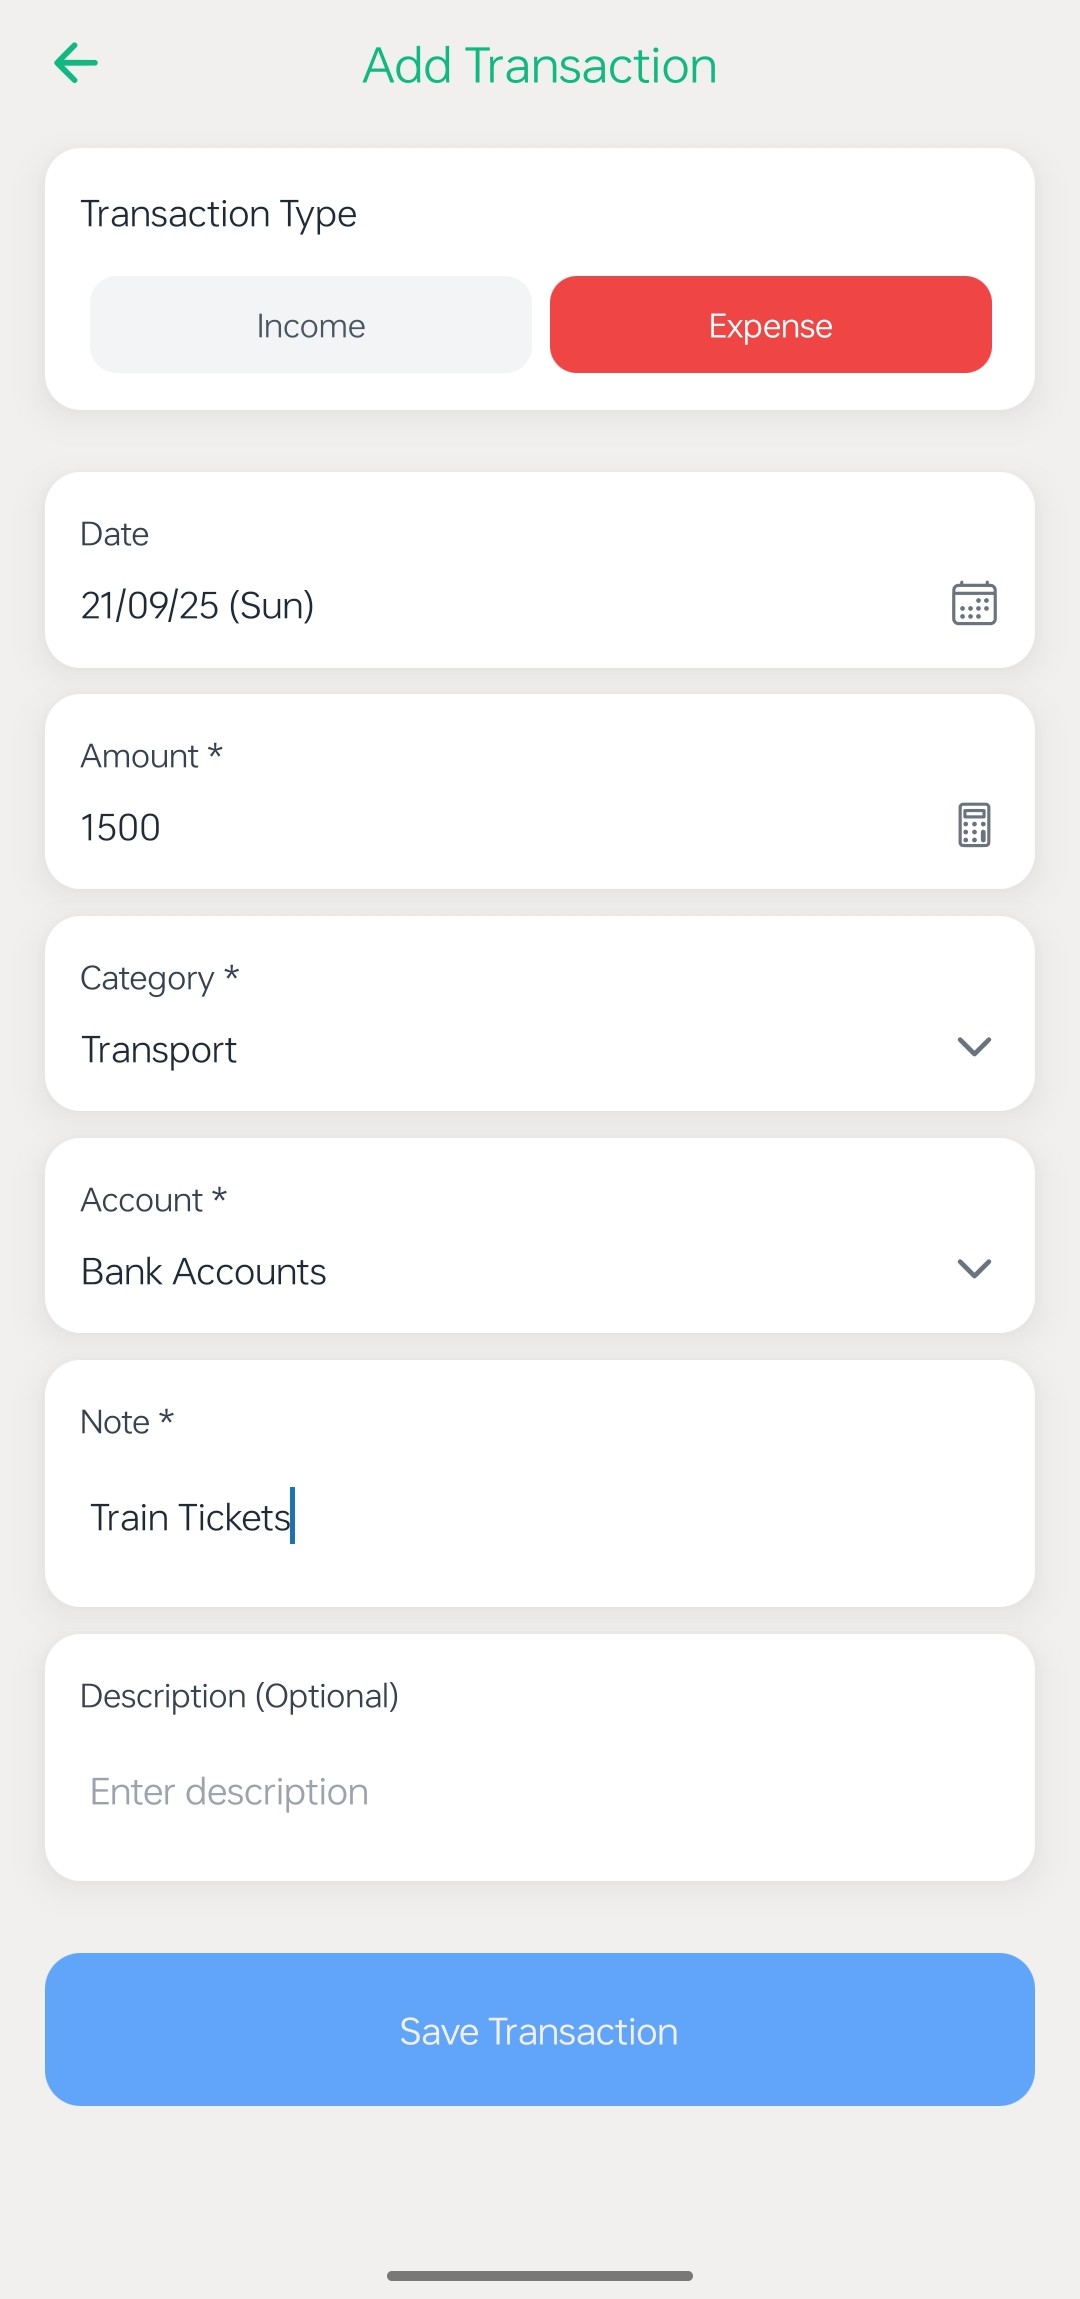 Add Transaction
Transaction Type
Income
Expense
Date
21/09/25 (Sun)
Amount *
1500
Category *
Transport
Account *
Bank Accounts
Note *
Train Tickets
Description (Optional)
Enter description
Save Transaction